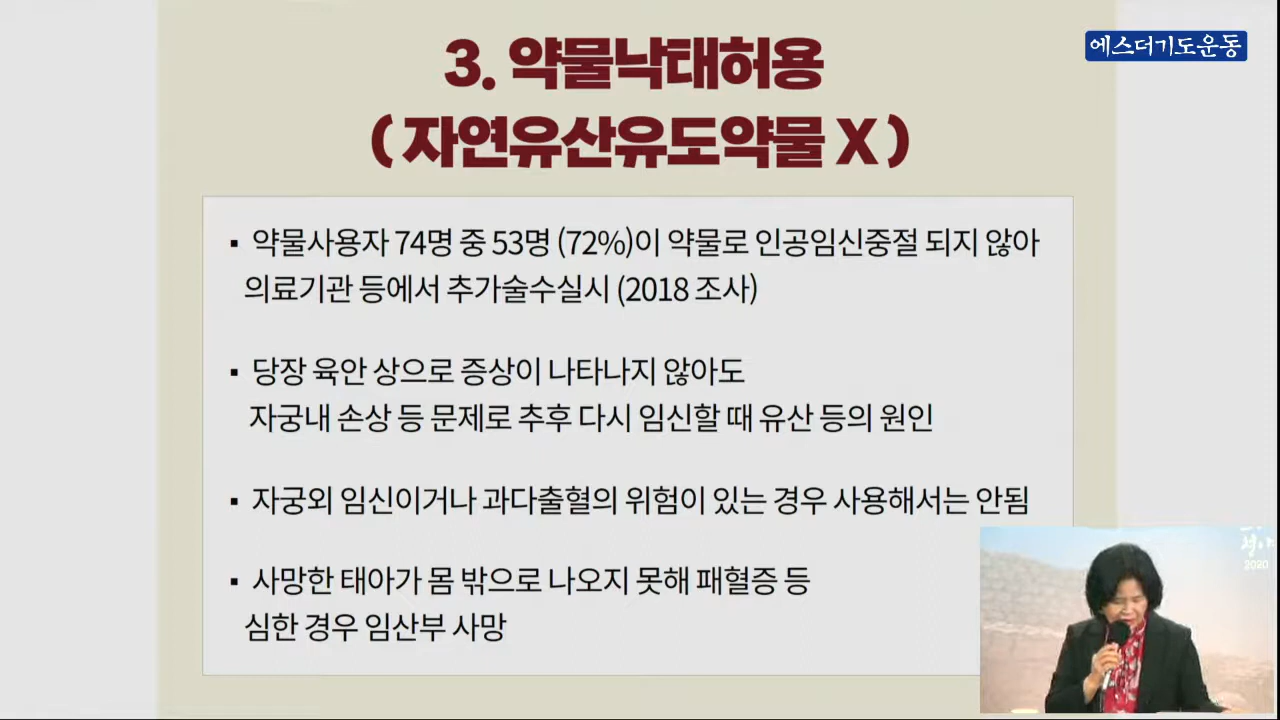 에스더기도운동
3. 약물낙태허용
( 자연유산유도약물 X )
▪ 약물사용자 74명 중 53명 (72%)이 약물로 인공임신중절 되지 않아
의료기관 등에서 추가술수실시 (2018 조사)
▪ 당장 육안 상으로 증상이 나타나지 않아도
자궁내 손상 등 문제로 추후 다시 임신할 때 유산 등의 원인
▪ 자궁외 임신이거나 과다출혈의 위험이 있는 경우 사용해서는 안됨
▪ 사망한 태아가 몸 밖으로 나오지 못해 패혈증 등
심한 경우 임산부 사망
2020